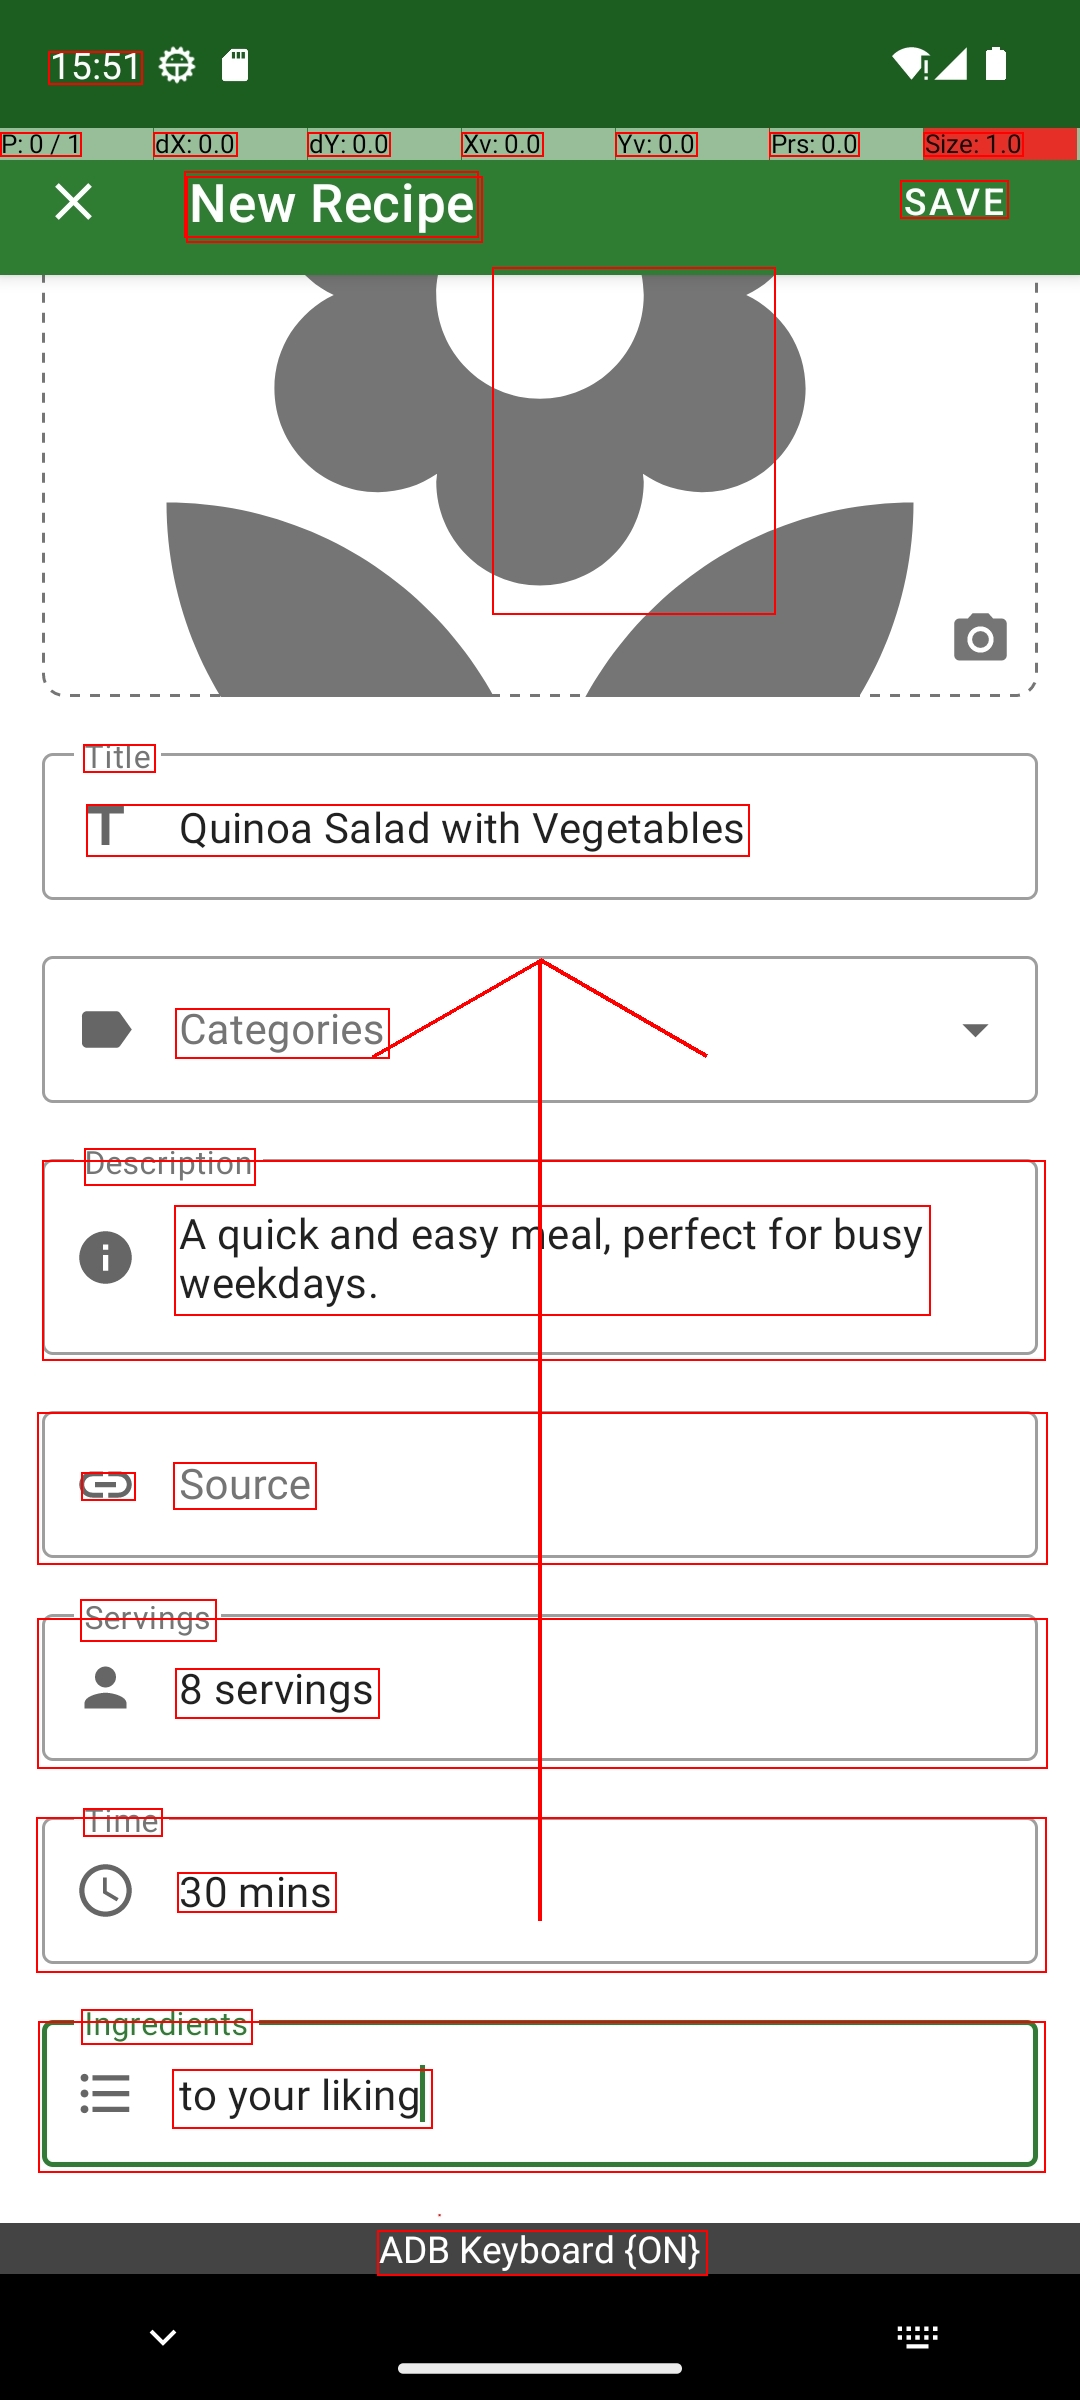 15:51
P: 0 / 1 dX: 0.0 dY: 0.0 Xv: 0.0 Yv: 0.0 Prs: 0.0 Size: 1.0
New Recipe SAVE
Title
Quinoa Salad with Vegetables
Categories
Description
A quick and easy meal, perfect for busy
weekdays.
Source
Servings
8 servings
Time
30 mins
Ingredients
to your liking
ADB Keyboard {ON}